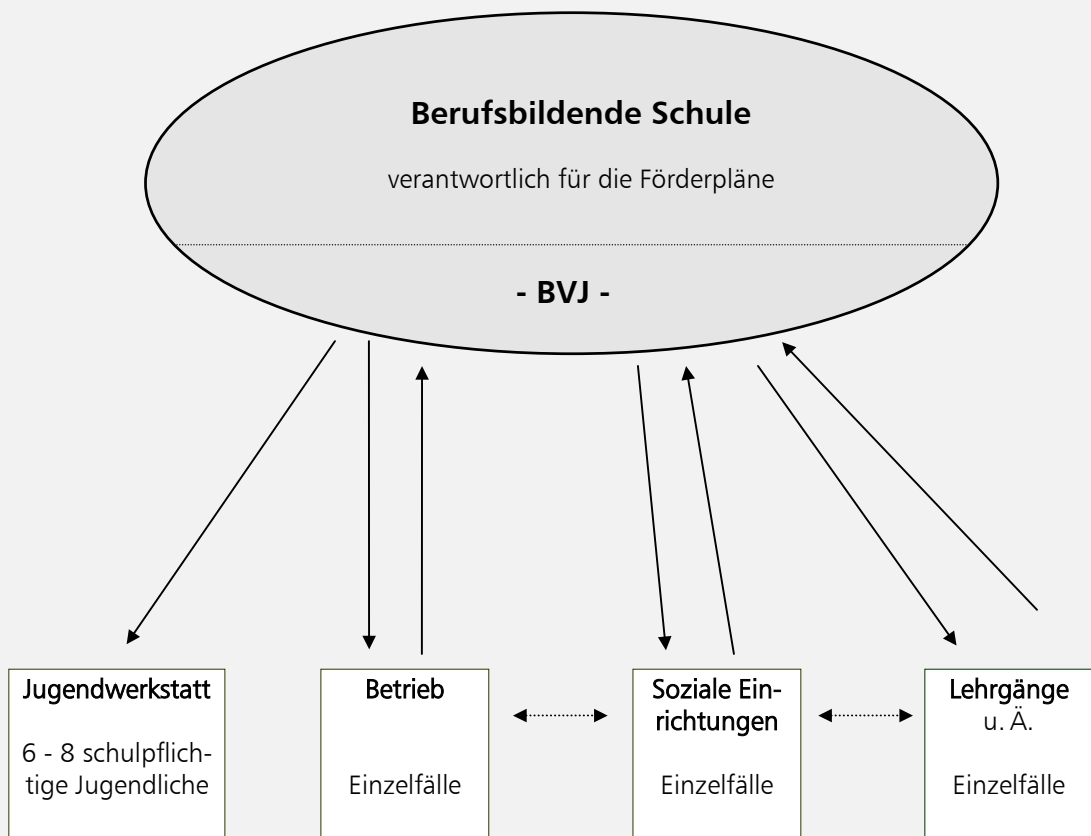 Berufsbildende Schule
verantwortlich für die Förderpläne
- BVJ -
Jugendwerkstatt
6 - 8 schulpflich-
tige Jugendliche
Betrieb
Einzelfälle
Soziale Ein-
richtungen
Einzelfälle
Lehrgänge
u. Ä.
Einzelfälle